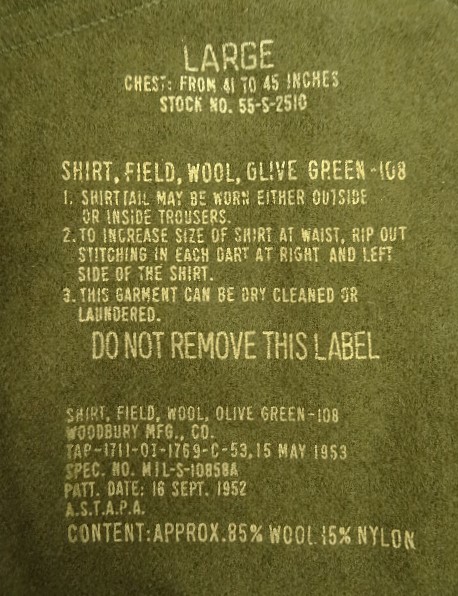 LARGE
CHEST: FROM 41 TO 45 INCHES
STOCK NO. 55-S-2510
SHIRT, FIELD, WOOL, OLIVE GREEN-108
1. SHIRTTAIL MAY BE WORN EITHER OUTSIDE
OR INSIDE TROUSERS.
2. TO INCREASE SIZE OF SHIRT AT WAIST, RIP OUT
STITCHING IN EACH DART AT RIGHT AND LEFT
SIDE OF THE SHIRT.
3. THIS GARMENT CAN BE DRY CLEANED OR
LAUNDERED.
DO NOT REMOVE THIS LABEL
SHIRT, FIELD, WOOL, OLIVE GREEN-108
WOODBURY MFG., CO.
TAP-1711-OI-1769-C-53, 15 MAY 1953
SPEC. NO. MIL-S-10858A
PATT. DATE: 16 SEPT. 1952
A.S.T.A.P.A.
CONTENT: APPROX. 85% WOOL 15% NYLON